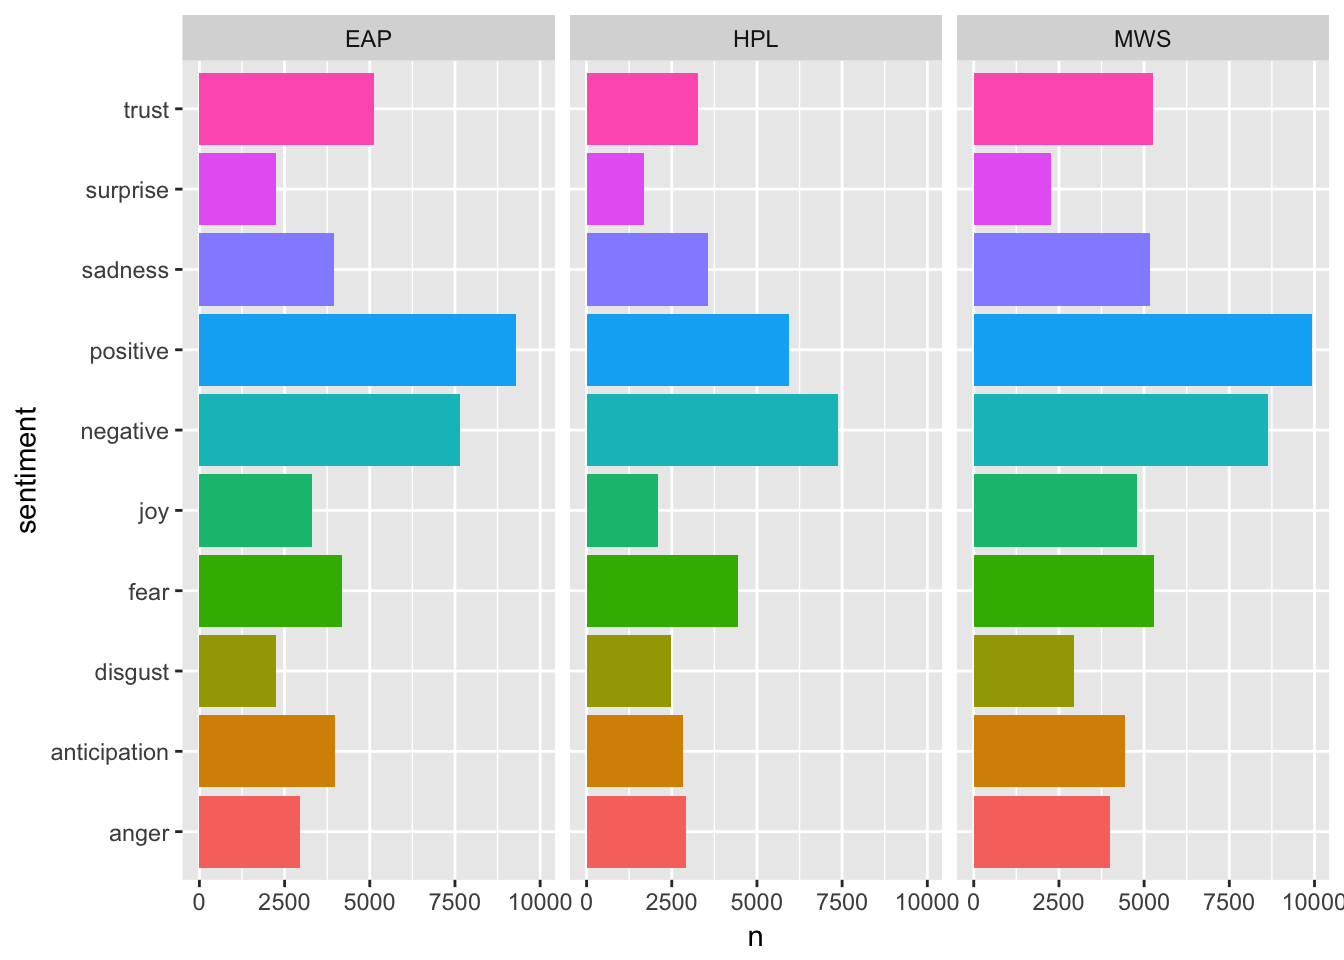 EAP HPL MWS
trust
surprise
sadness
positive
negative
joy
fear
disgust
anticipation
anger
sentiment
0 2500 5000 7500 10000 0 2500 5000 7500 10000 0 2500 5000 7500 10000
n